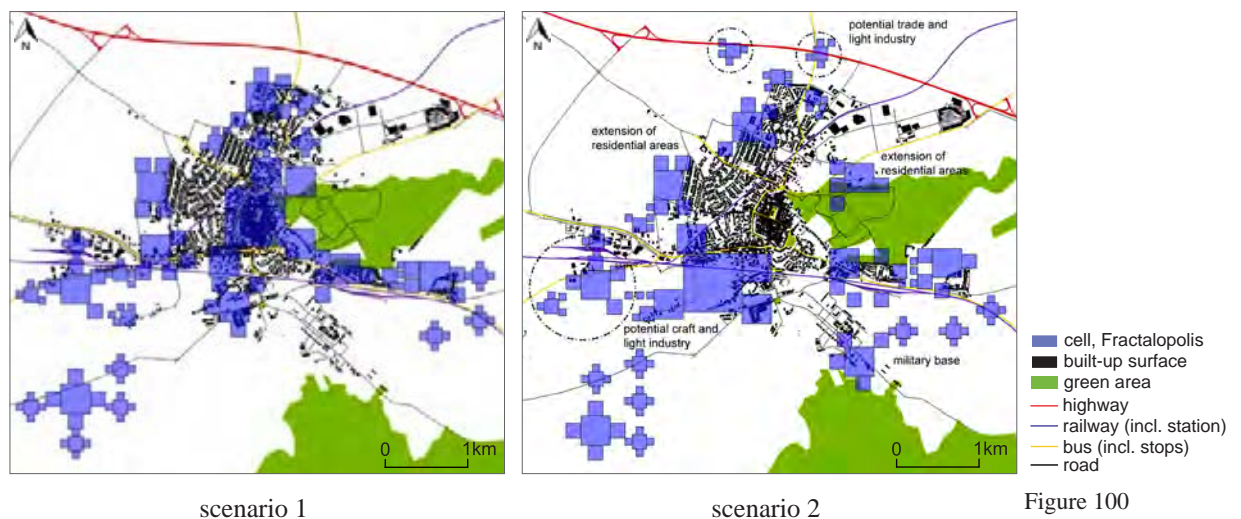 N
0
1km
scenario 1
N
potential trade and
light industry
extension of
residential areas
extension of
residential areas
potential craft and
light industry
military base
0
1km
scenario 2
cell, Fractalopolis
built-up surface
green area
highway
railway (incl. station)
bus (incl. stops)
road
Figure 100